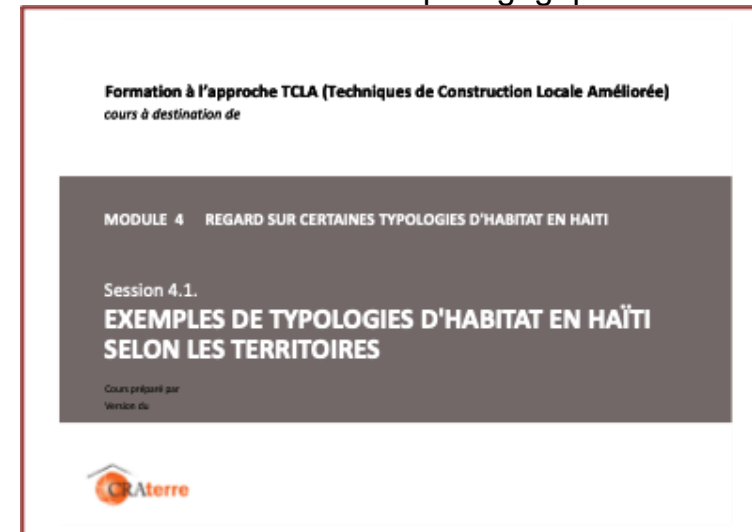 Formation à l'approche TCLA (Techniques de Construction Locale Améliorée)
cours à destination de
MODULE 4 REGARD SUR CERTAINES TYPOLOGIES D'HABITAT EN HAITI
Session 4.1.
EXEMPLES DE TYPOLOGIES D'HABITAT EN HAÏTI
SELON LES TERRITOIRES
Cours préparé par
Version du
CRAterre